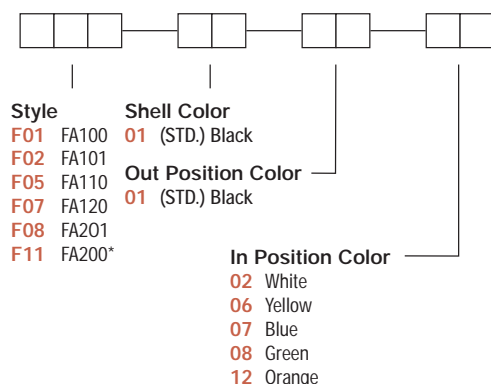 Style
F01 FA100
F02 FA101
F05 FA110
F07 FA120
F08 FA201
F11 FA200*
Shell Color
01 (STD.) Black
Out Position Color
01 (STD.) Black
In Position Color
02 White
06 Yellow
07 Blue
08 Green
12 Orange